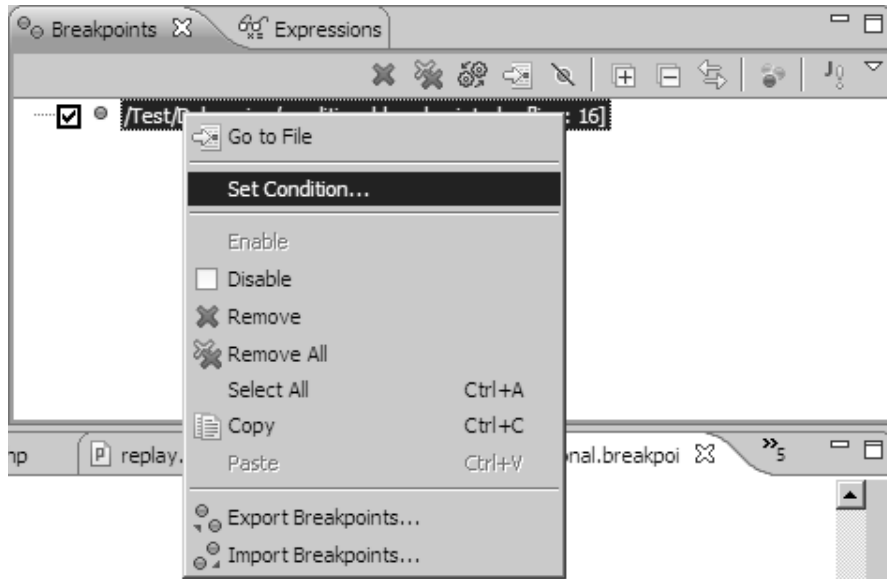 Breakpoints Expressions
/Test/ : 16]
Go to File
Set Condition...
Enable
Disable
Remove
Remove All
Select All Ctrl+A
Copy Ctrl+C
Paste Ctrl+V
Export Breakpoints...
Import Breakpoints...
mp replay. nal.breakpoi »5